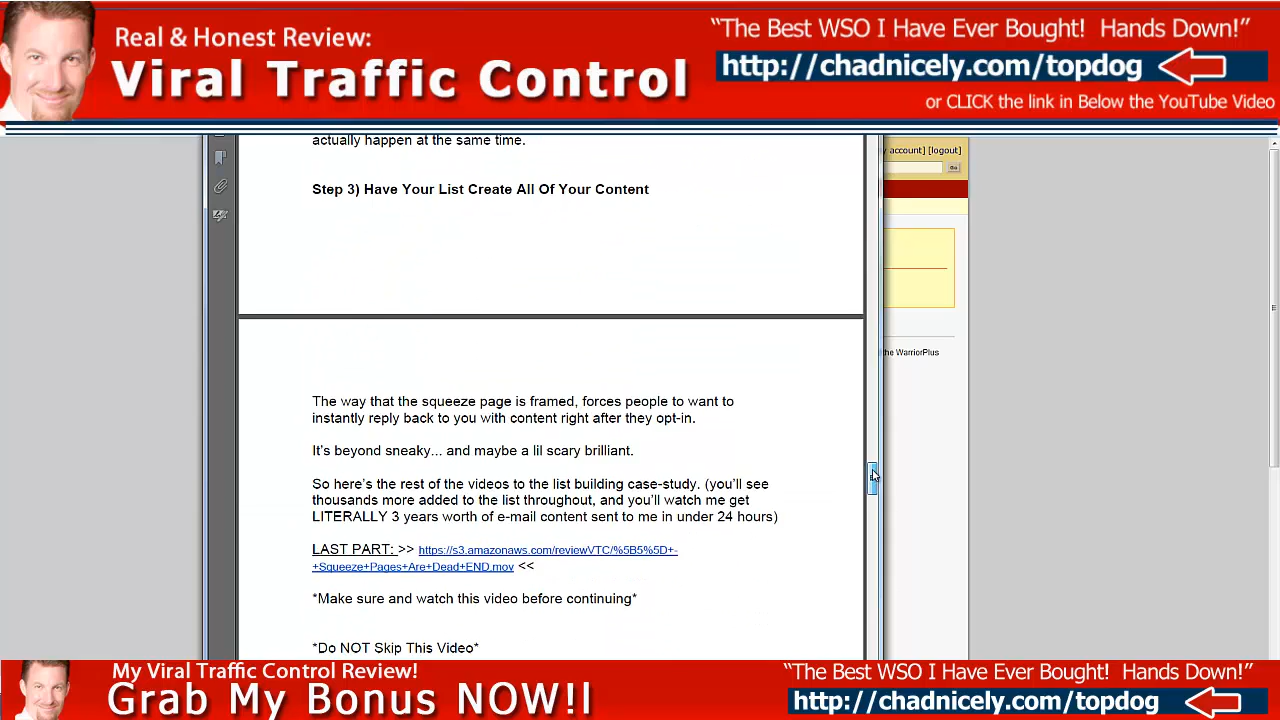 Real & Honest Review:
Viral Traffic Control
“The Best WSO I Have Ever Bought!  Hands Down!”
http://chadnicely.com/topdog
or CLICK the link in Below the YouTube Video
actually happen at the same time.
y account] [logout]
Go
Step 3) Have Your List Create All Of Your Content
the WarriorPlus
The way that the squeeze page is framed, forces people to want to
instantly reply back to you with content right after they opt-in.
It’s beyond sneaky... and maybe a lil scary brilliant.
So here’s the rest of the videos to the list building case-study. (you’ll see
thousands more added to the list throughout, and you’ll watch me get
LITERALLY 3 years worth of e-mail content sent to me in under 24 hours)
LAST PART: >> https://s3.amazonaws.com/reviewVTC/%5B5%5D+-
+Squeeze+Pages+Are+Dead+END.mov <<
*Make sure and watch this video before continuing*
*Do NOT Skip This Video*
My Viral Traffic Control Review!
Grab My Bonus NOW!l
“The Best WSO I Have Ever Bought!  Hands Down!”
http://chadnicely.com/topdog